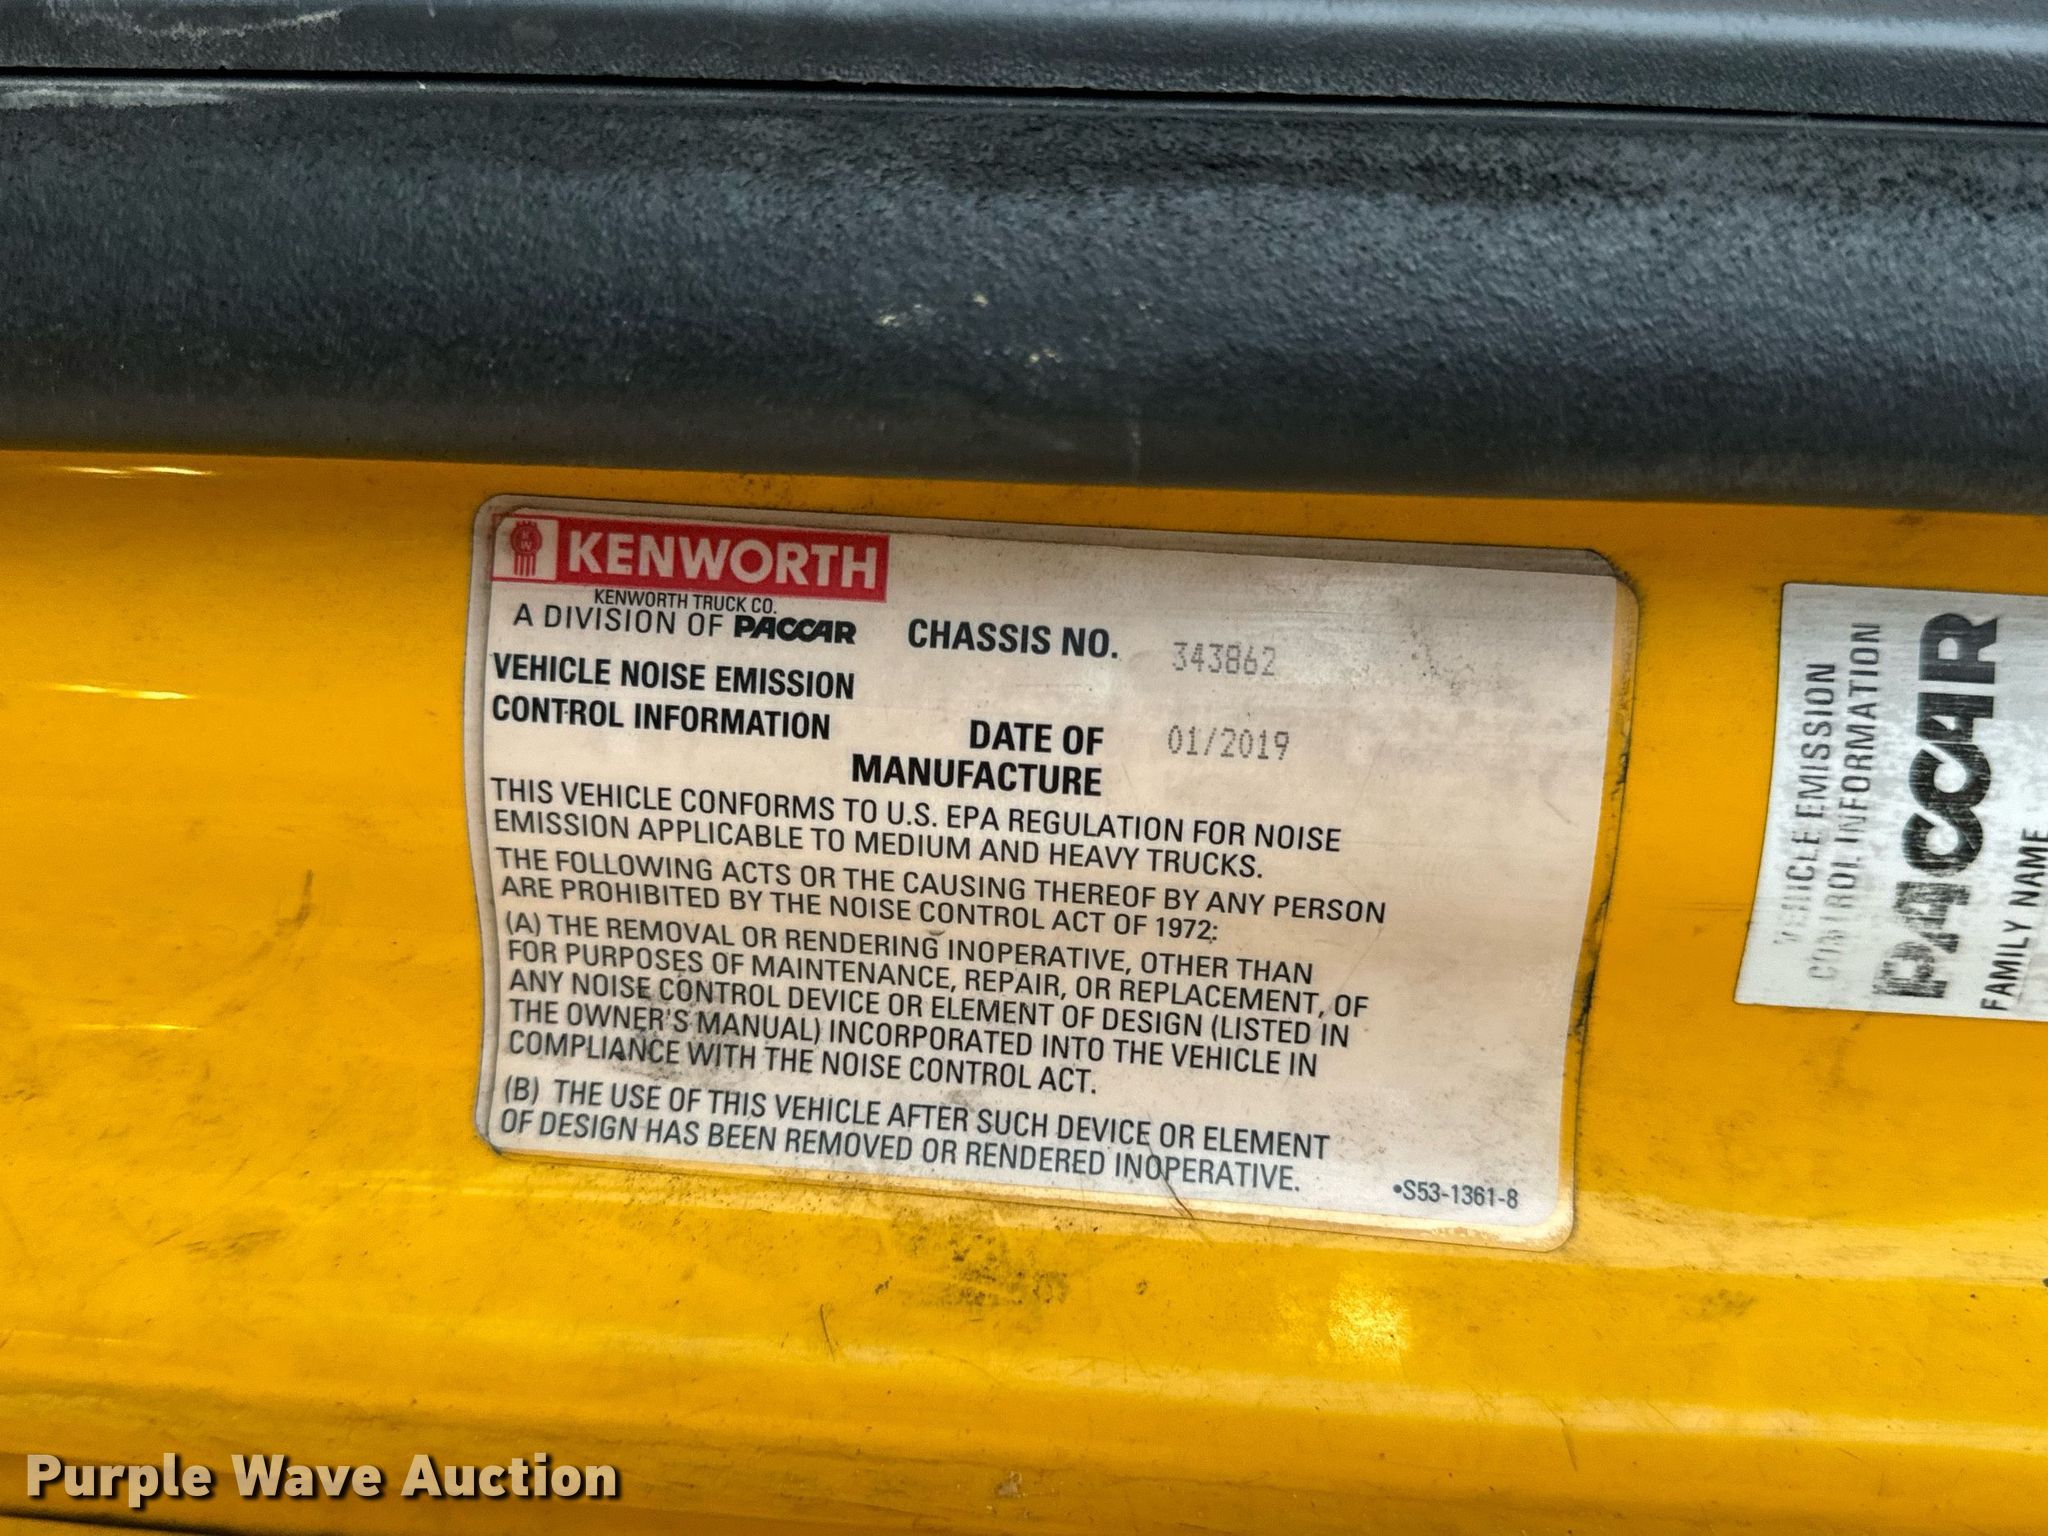 KW
KENWORTH
KENWORTH TRUCK CO.
A DIVISION OF PACCAR
CHASSIS NO. 343862
VEHICLE NOISE EMISSION
CONTROL INFORMATION
DATE OF
MANUFACTURE
01/2019
THIS VEHICLE CONFORMS TO U.S. EPA REGULATION FOR NOISE
EMISSION APPLICABLE TO MEDIUM AND HEAVY TRUCKS.
THE FOLLOWING ACTS OR THE CAUSING THEREOF BY ANY PERSON
ARE PROHIBITED BY THE NOISE CONTROL ACT OF 1972:
(A) THE REMOVAL OR RENDERING INOPERATIVE, OTHER THAN
FOR PURPOSES OF MAINTENANCE, REPAIR, OR REPLACEMENT, OF
ANY NOISE CONTROL DEVICE OR ELEMENT OF DESIGN (LISTED IN
THE OWNER'S MANUAL) INCORPORATED INTO THE VEHICLE IN
COMPLIANCE WITH THE NOISE CONTROL ACT.
(B) THE USE OF THIS VEHICLE AFTER SUCH DEVICE OR ELEMENT
OF DESIGN HAS BEEN REMOVED OR RENDERED INOPERATIVE.
•S53-1361-8
VEHICLE EMISSION
CONTROL INFORMATION
PACCAR
FAMILY NAME
Purple Wave Auction